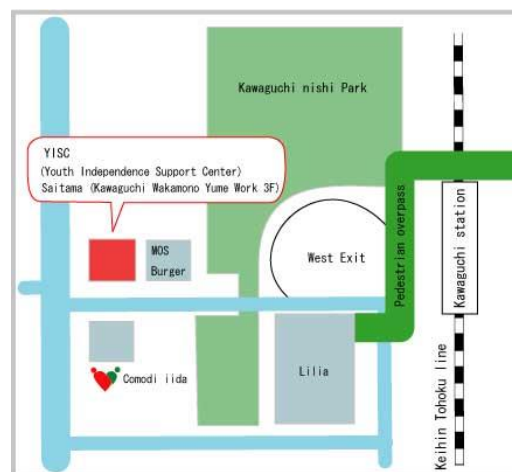 Kawaguchi nishi Park
YISC
(Youth Independence Support Center)
Saitama (Kawaguchi Wakamono Yume Work 3F)
MOS
Burger
West Exit
Pedestrian overpass
Kawaguchi station
Comodi iida
Lilia
Keihin Tohoku line